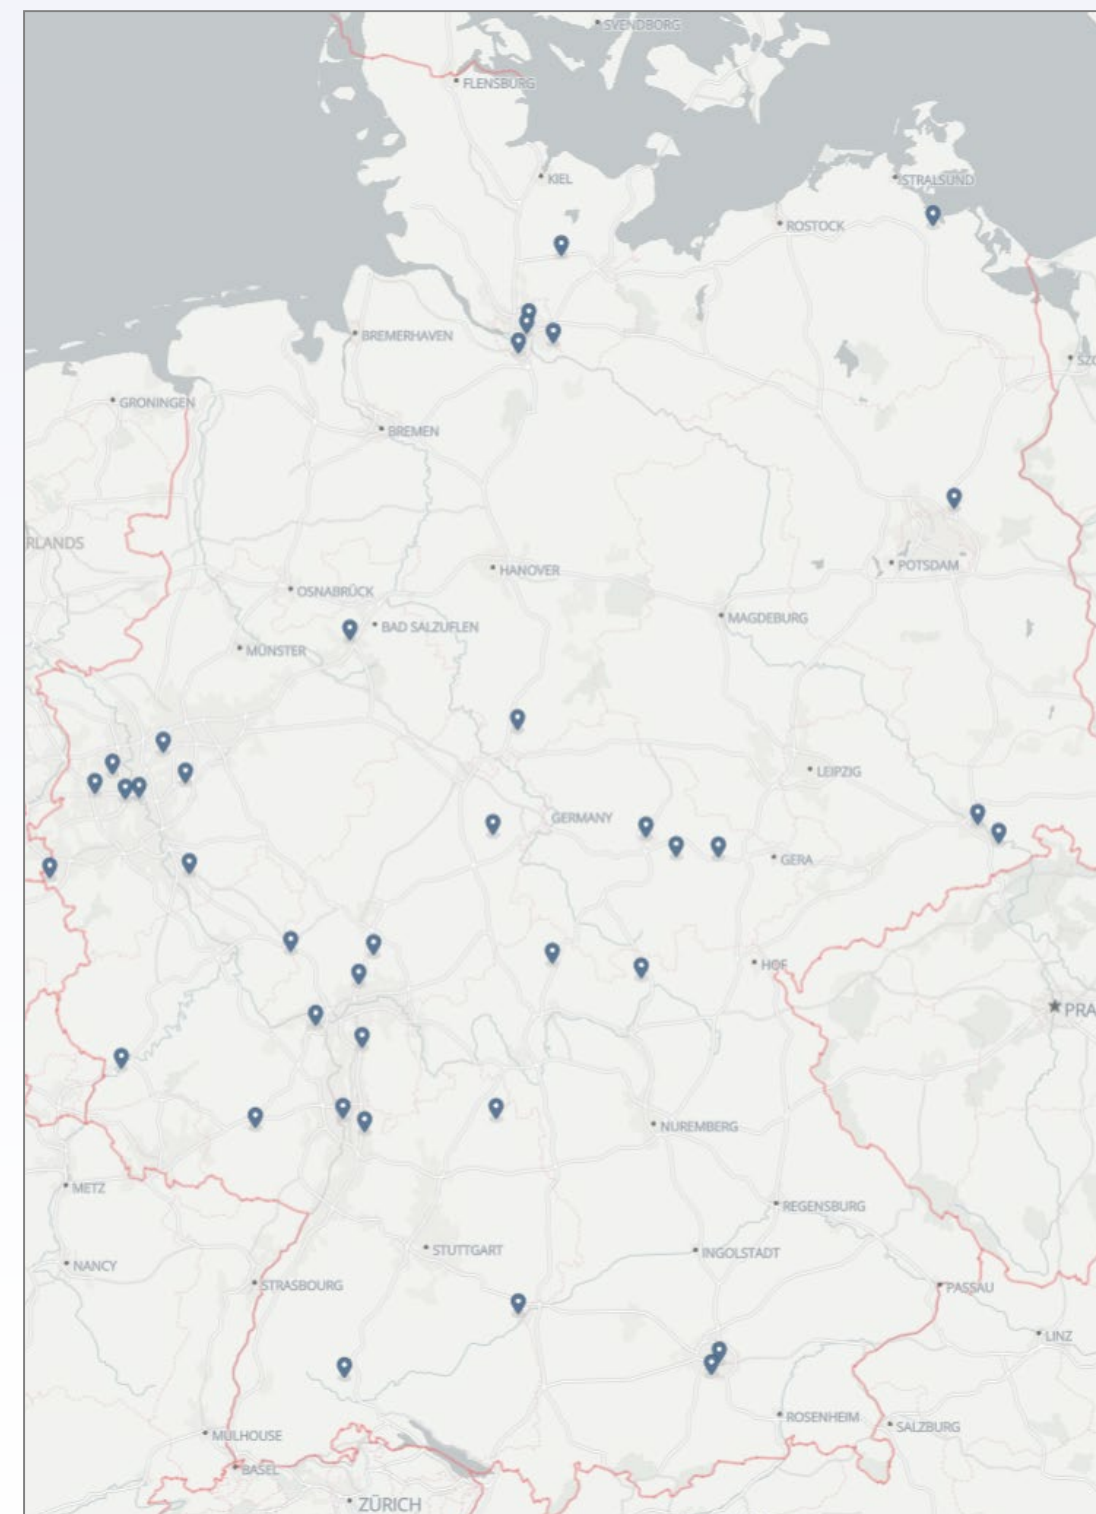 SVENDBORG
FLENSBURG
KIEL
STRALSUND
ROSTOCK
BREMERHAVEN
SZC
GRONINGEN
BREMEN
RLANDS
POTSDAM
HANOVER
OSNABRÜCK
MAGDEBURG
BAD SALZUFLEN
MÜNSTER
LEIPZIG
GERMANY
GERA
HOF
PRA
NUREMBERG
METZ
REGENSBURG
STUTTGART
INGOLSTADT
NANCY
STRASBOURG
PASSAU
LINZ
ROSENHEIM
SALZBURG
MULHOUSE
BASEL
ZÜRICH